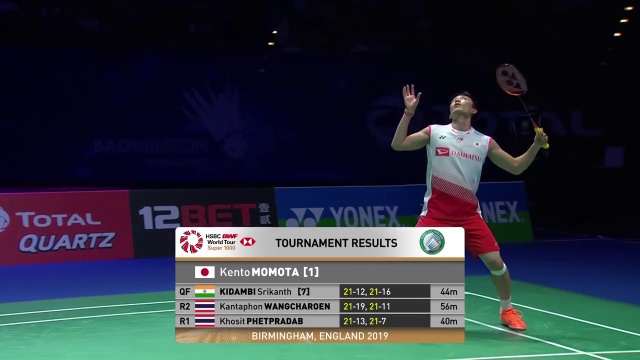 BADMINTON
DAIHATSU
TOTAL
QUARTZ
12BET
YONEX
YONEX
HSBC BWF
World Tour
Super 1000
TOURNAMENT RESULTS
Kento MOMOTA [1]
QF KIDAMBI Srikanth [7] 21-12, 21-16 44m
R2 Kantaphon WANGCHAROEN 21-19, 21-11 56m
R1 Khosit PHETPRADAB 21-13, 21-7 40m
BIRMINGHAM, ENGLAND 2019